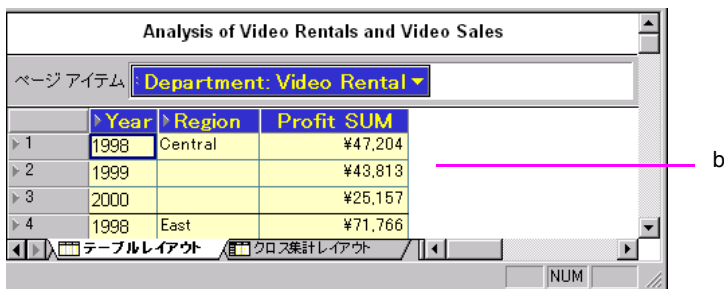 Analysis of Video Rentals and Video Sales
ページ アイテム Department: Video Rental
Year Region Profit SUM
1 1998 Central ¥47,204
b
2 1999 ¥43,813
3 2000 ¥25,157
4 1998 East ¥71,766
テーブルレイアウト クロス集計レイアウト
NUM